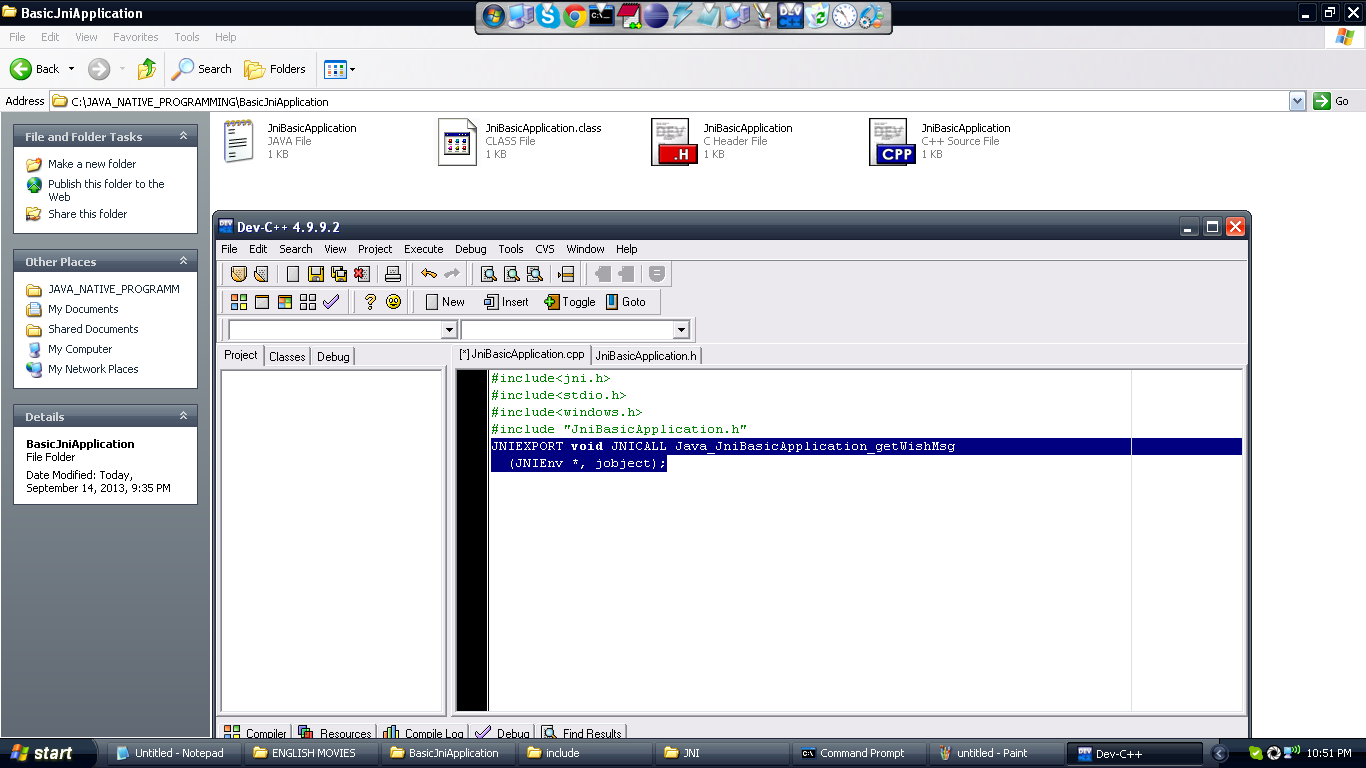 BasicJniApplication
File Edit View Favorites Tools Help
Back Search Folders
Address C:\JAVA_NATIVE_PROGRAMMING\BasicJniApplication Go
File and Folder Tasks
Make a new folder
Publish this folder to the
Web
Share this folder
Other Places
JAVA_NATIVE_PROGRAMM
My Documents
Shared Documents
My Computer
My Network Places
Details
BasicJniApplication
File Folder
Date Modified: Today,
September 14, 2013, 9:35 PM
JniBasicApplication
JAVA File
1 KB
JniBasicApplication.class
CLASS File
1 KB
DEV
.H
JniBasicApplication
C Header File
1 KB
DEV
CPP
JniBasicApplication
C++ Source File
1 KB
Dev-C++ 4.9.9.2
File Edit Search View Project Execute Debug Tools CVS Window Help
New Insert Toggle Goto
Project Classes Debug
[*] JniBasicApplication.cpp JniBasicApplication.h
#include<jni.h>
#include<stdio.h>
#include<windows.h>
#include "JniBasicApplication.h"
JNIEXPORT void JNICALL Java_JniBasicApplication_getWishMsg
(JNIEnv *, jobject);
Compiler Resources Compile Log Debug Find Results
start Untitled - Notepad ENGLISH MOVIES BasicJniApplication include JNI Command Prompt untitled - Paint Dev-C++ 10:51 PM